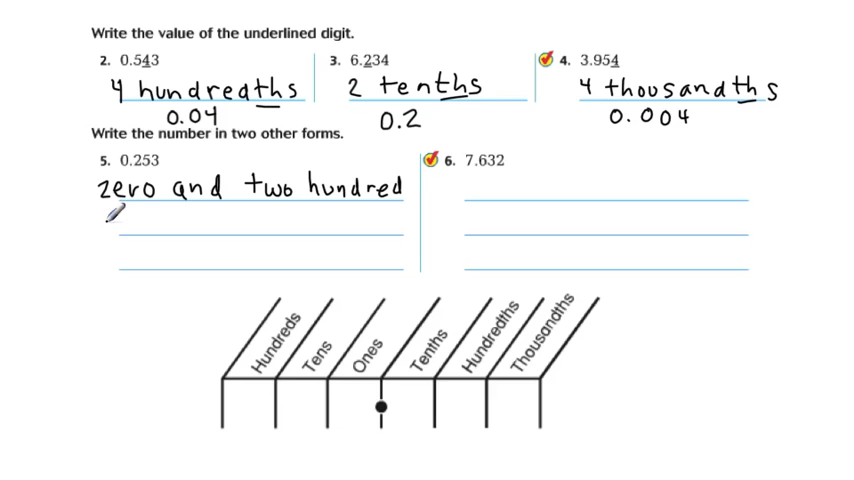 Write the value of the underlined digit.
2. 0.543
3. 6.234
4. 3.954
4 hundredths
2 tenths
4 thousandths
0.04
0.2
0.004
Write the number in two other forms.
5. 0.253
6. 7.632
zero and two hundred
Hundreds
Tens
Ones
Tenths
Hundredths
Thousandths